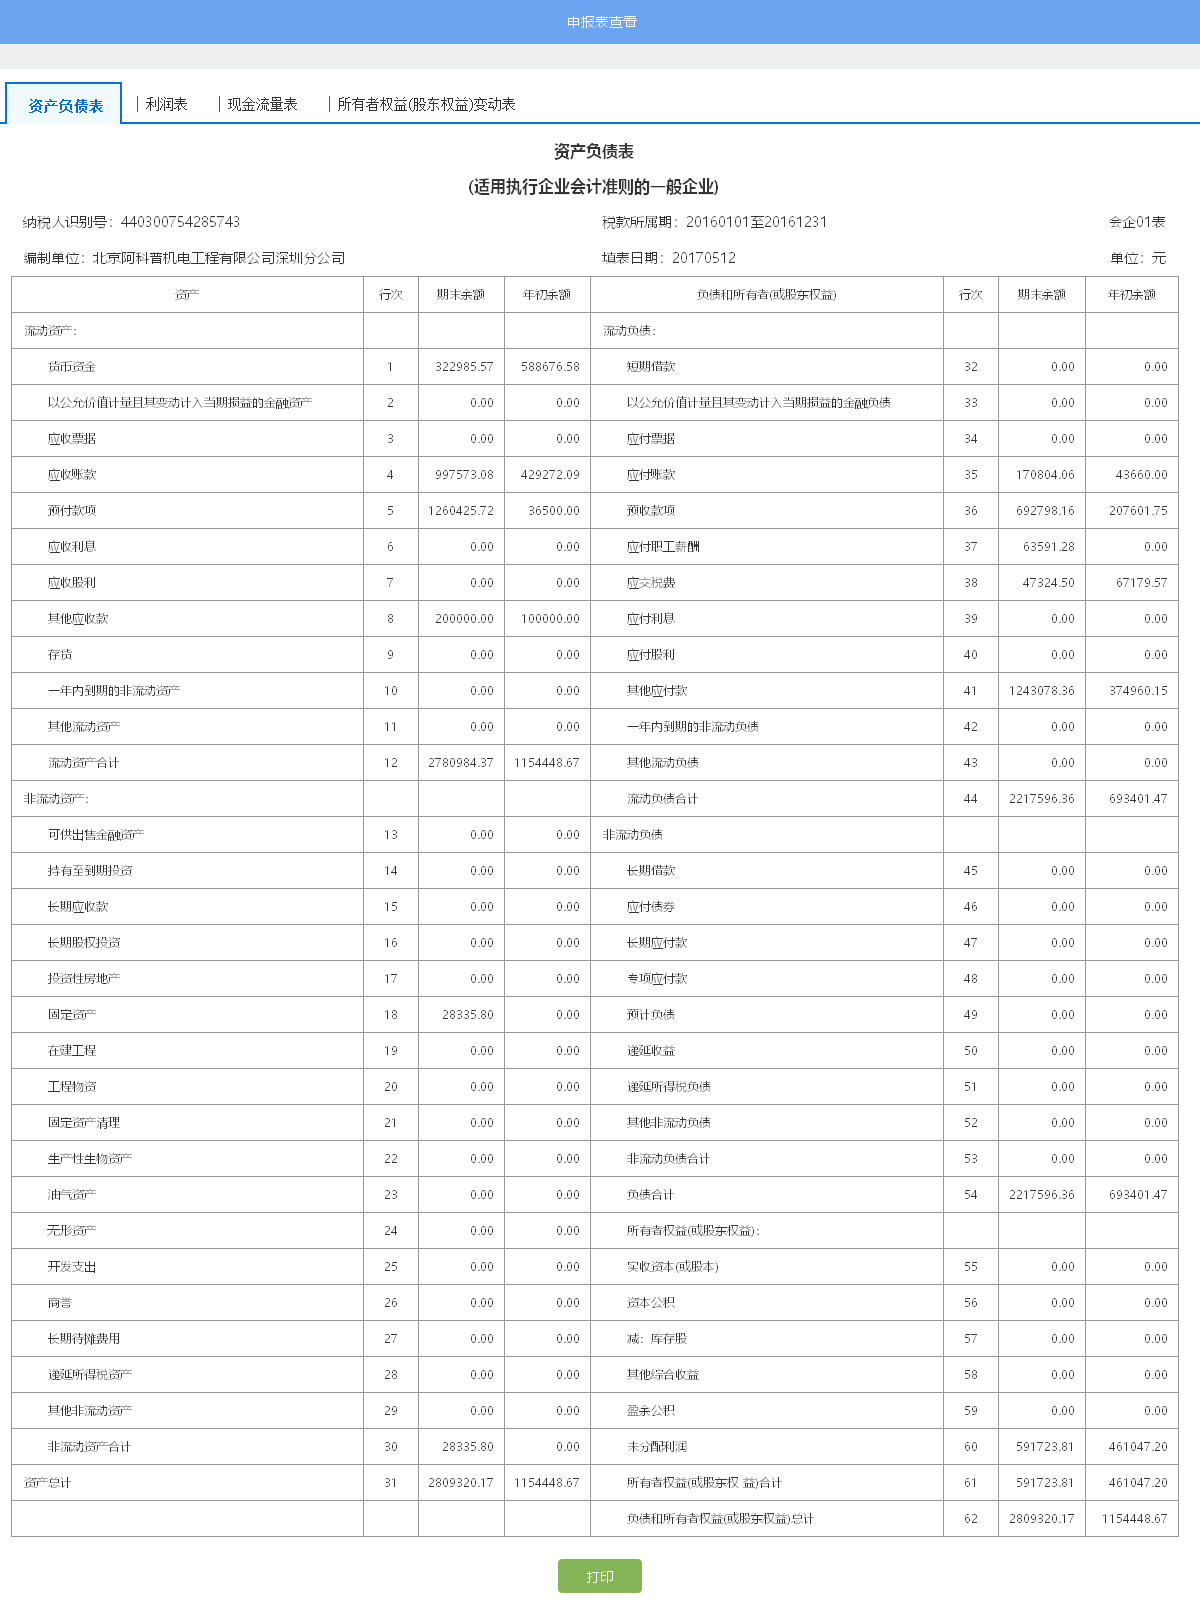 申报表查看
资产负债表 利润表 现金流量表 所有者权益(股东权益)变动表
资产负债表
(适用执行企业会计准则的一般企业)
纳税人识别号：440300754285743 税款所属期：20160101至20161231 会企01表
编制单位：北京阿科普机电工程有限公司深圳分公司 填表日期：20170512 单位：元
资产 行次 期末余额 年初余额 负债和所有者(或股东权益) 行次 期末余额 年初余额
流动资产： 流动负债：
货币资金 1 322985.57 588676.58 短期借款 32 0.00 0.00
以公允价值计量且其变动计入当期损益的金融资产 2 0.00 0.00 以公允价值计量且其变动计入当期损益的金融负债 33 0.00 0.00
应收票据 3 0.00 0.00 应付票据 34 0.00 0.00
应收账款 4 997573.08 429272.09 应付账款 35 170804.06 43660.00
预付款项 5 1260425.72 36500.00 预收款项 36 692798.16 207601.75
应收利息 6 0.00 0.00 应付职工薪酬 37 63591.28 0.00
应收股利 7 0.00 0.00 应交税费 38 47324.50 67179.57
其他应收款 8 200000.00 100000.00 应付利息 39 0.00 0.00
存货 9 0.00 0.00 应付股利 40 0.00 0.00
一年内到期的非流动资产 10 0.00 0.00 其他应付款 41 1243078.36 374960.15
其他流动资产 11 0.00 0.00 一年内到期的非流动负债 42 0.00 0.00
流动资产合计 12 2780984.37 1154448.67 其他流动负债 43 0.00 0.00
非流动资产： 流动负债合计 44 2217596.36 693401.47
可供出售金融资产 13 0.00 0.00 非流动负债
持有至到期投资 14 0.00 0.00 长期借款 45 0.00 0.00
长期应收款 15 0.00 0.00 应付债券 46 0.00 0.00
长期股权投资 16 0.00 0.00 长期应付款 47 0.00 0.00
投资性房地产 17 0.00 0.00 专项应付款 48 0.00 0.00
固定资产 18 28335.80 0.00 预计负债 49 0.00 0.00
在建工程 19 0.00 0.00 递延收益 50 0.00 0.00
工程物资 20 0.00 0.00 递延所得税负债 51 0.00 0.00
固定资产清理 21 0.00 0.00 其他非流动负债 52 0.00 0.00
生产性生物资产 22 0.00 0.00 非流动负债合计 53 0.00 0.00
油气资产 23 0.00 0.00 负债合计 54 2217596.36 693401.47
无形资产 24 0.00 0.00 所有者权益(或股东权益)：
开发支出 25 0.00 0.00 实收资本(或股本) 55 0.00 0.00
商誉 26 0.00 0.00 资本公积 56 0.00 0.00
长期待摊费用 27 0.00 0.00 减：库存股 57 0.00 0.00
递延所得税资产 28 0.00 0.00 其他综合收益 58 0.00 0.00
其他非流动资产 29 0.00 0.00 盈余公积 59 0.00 0.00
非流动资产合计 30 28335.80 0.00 未分配利润 60 591723.81 461047.20
资产总计 31 2809320.17 1154448.67 所有者权益(或股东权 益)合计 61 591723.81 461047.20
负债和所有者权益(或股东权益)总计 62 2809320.17 1154448.67
打印